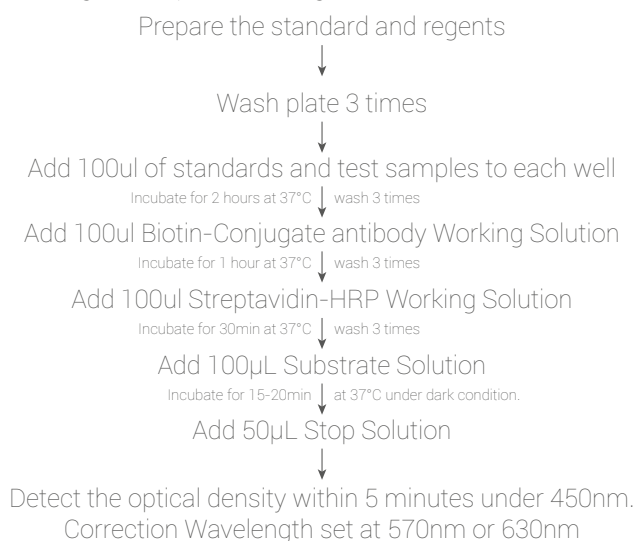 Prepare the standard and regents
Wash plate 3 times
Add 100ul of standards and test samples to each well
Incubate for 2 hours at 37°C wash 3 times
Add 100ul Biotin-Conjugate antibody Working Solution
Incubate for 1 hour at 37°C wash 3 times
Add 100ul Streptavidin-HRP Working Solution
Incubate for 30min at 37°C wash 3 times
Add 100µL Substrate Solution
Incubate for 15-20min at 37°C under dark condition.
Add 50µL Stop Solution
Detect the optical density within 5 minutes under 450nm.
Correction Wavelength set at 570nm or 630nm